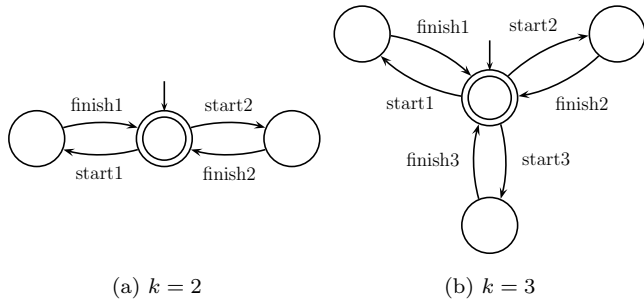 finish1
start2
start1
finish2
(a) k = 2
finish1
start2
start1
finish2
finish3
start3
(b) k = 3